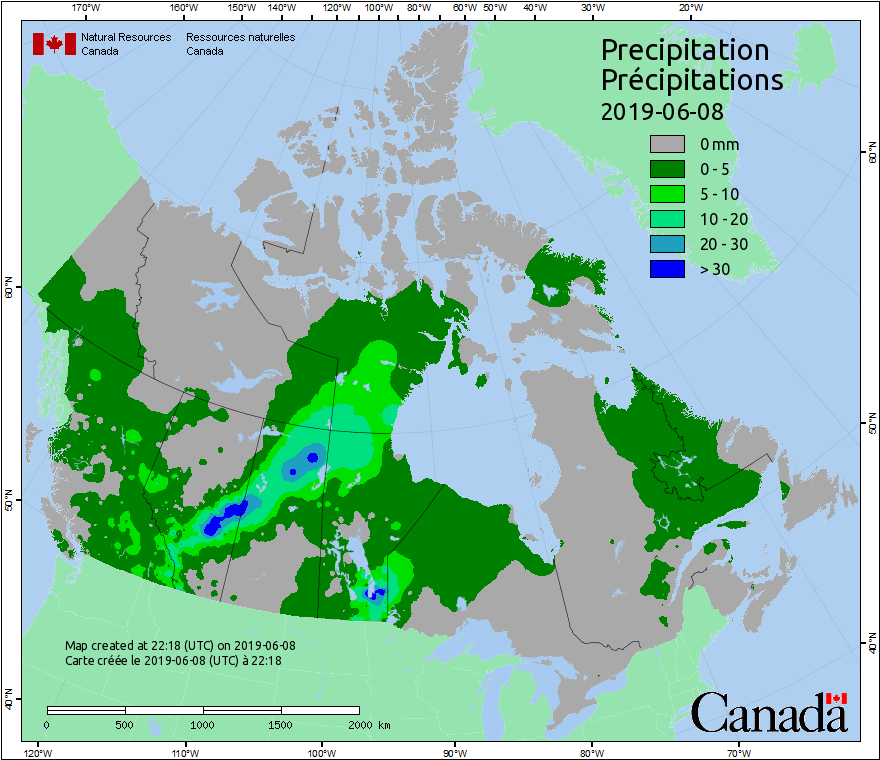 170°W 160°W 150°W 140°W 120°W 100°W 80°W 60°W 50°W 40°W 30°W 20°W
Natural Resources Ressources naturelles
Canada Canada
Precipitation
Précipitations
2019-06-08
0 mm
0 - 5
5 - 10
10 - 20
20 - 30
> 30
60°N
60°N
50°N
50°N
40°N
40°N
Map created at 22:18 (UTC) on 2019-06-08
Carte créée le 2019-06-08 (UTC) à 22:18
0 500 1000 1500 2000 km
Canada
120°W 110°W 100°W 90°W 80°W 70°W